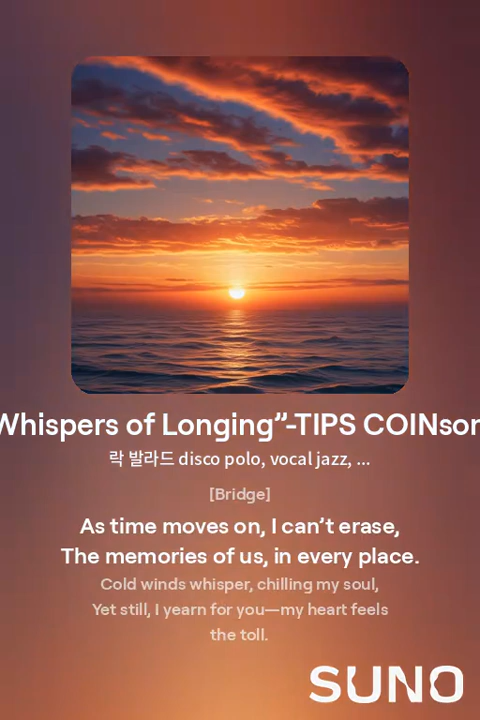 Whispers of Longing”-TIPS COINson
락 발라드 disco polo, vocal jazz, ...
[Bridge]
As time moves on, I can’t erase,
The memories of us, in every place.
Cold winds whisper, chilling my soul,
Yet still, I yearn for you—my heart feels
the toll.
SUNO